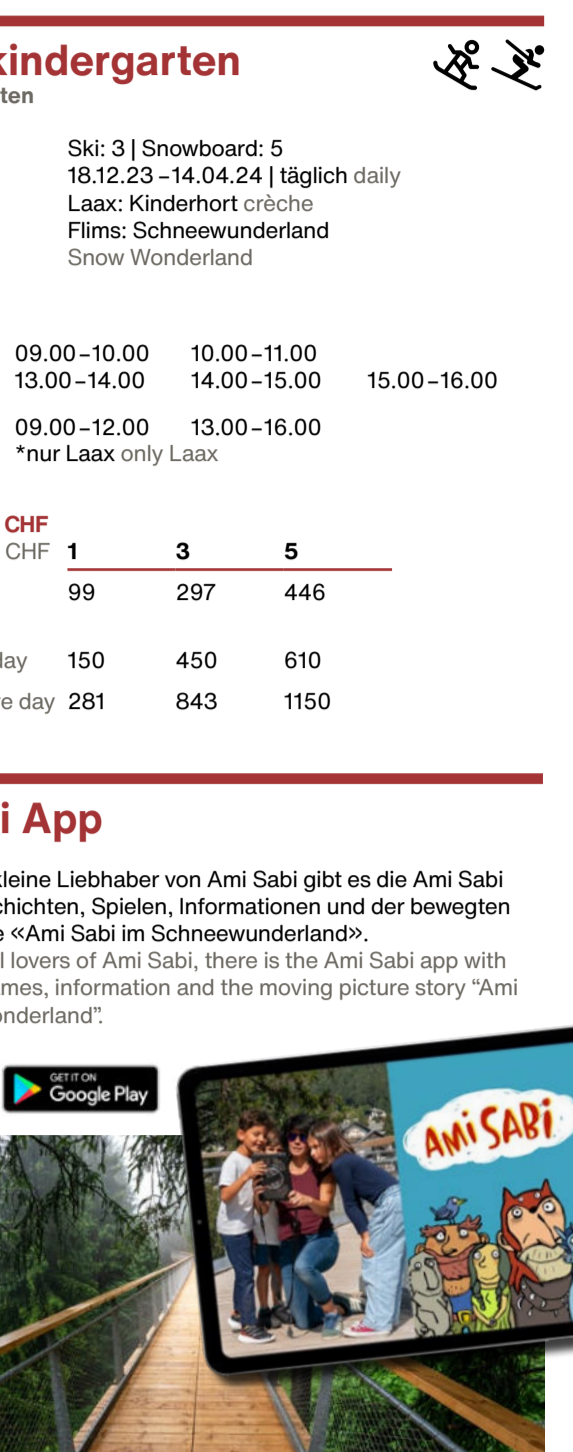 kindergarten
ten
Ski: 3 | Snowboard: 5
18.12.23 – 14.04.24 | täglich daily
Laax: Kinderhort crèche
Flims: Schneewunderland
Snow Wonderland
09.00 – 10.00 10.00 – 11.00
13.00 – 14.00 14.00 – 15.00 15.00 – 16.00
09.00 – 12.00 13.00 – 16.00
*nur Laax only Laax
CHF
CHF 1 3 5
99 297 446
day 150 450 610
e day 281 843 1150
i App
kleine Liebhaber von Ami Sabi gibt es die Ami Sabi
chichten, Spielen, Informationen und der bewegten
e «Ami Sabi im Schneewunderland».
l lovers of Ami Sabi, there is the Ami Sabi app with
ames, information and the moving picture story “Ami
onderland”.
GET IT ON
Google Play
AMi SABi